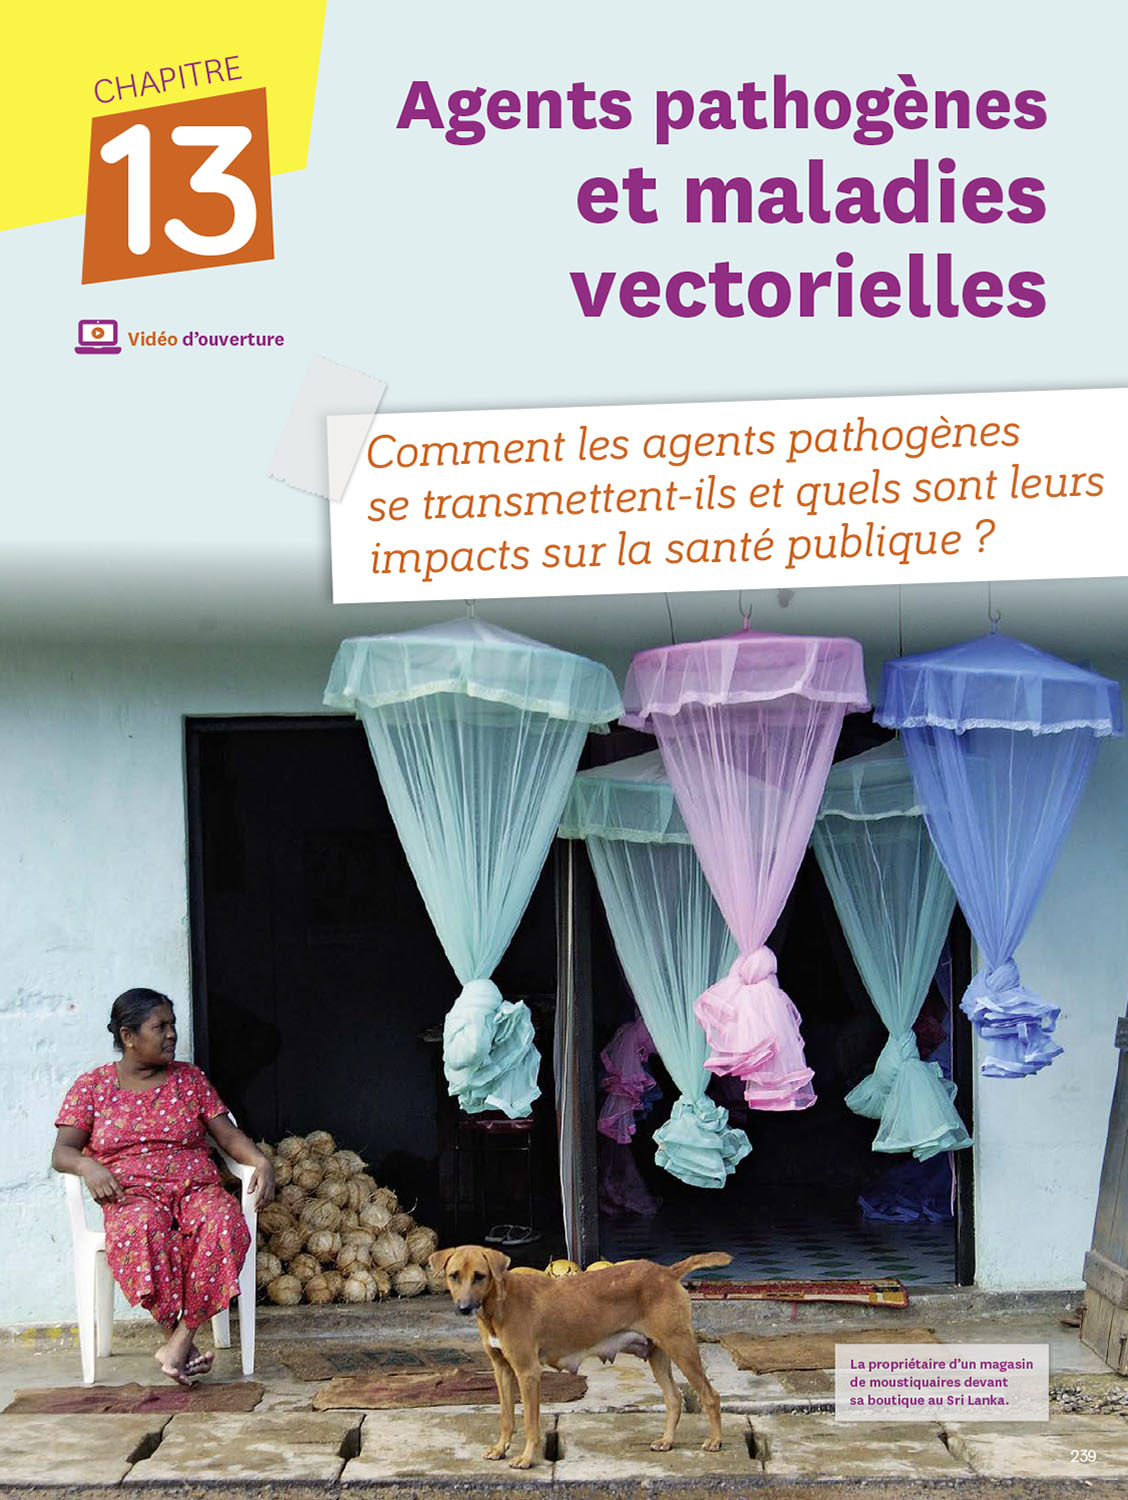 CHAPITRE
13
Agents pathogènes
et maladies
vectorielles
Vidéo d'ouverture
Comment les agents pathogènes
se transmettent-ils et quels sont leurs
impacts sur la santé publique ?
La propriétaire d'un magasin
de moustiquaires devant
sa boutique au Sri Lanka.
239